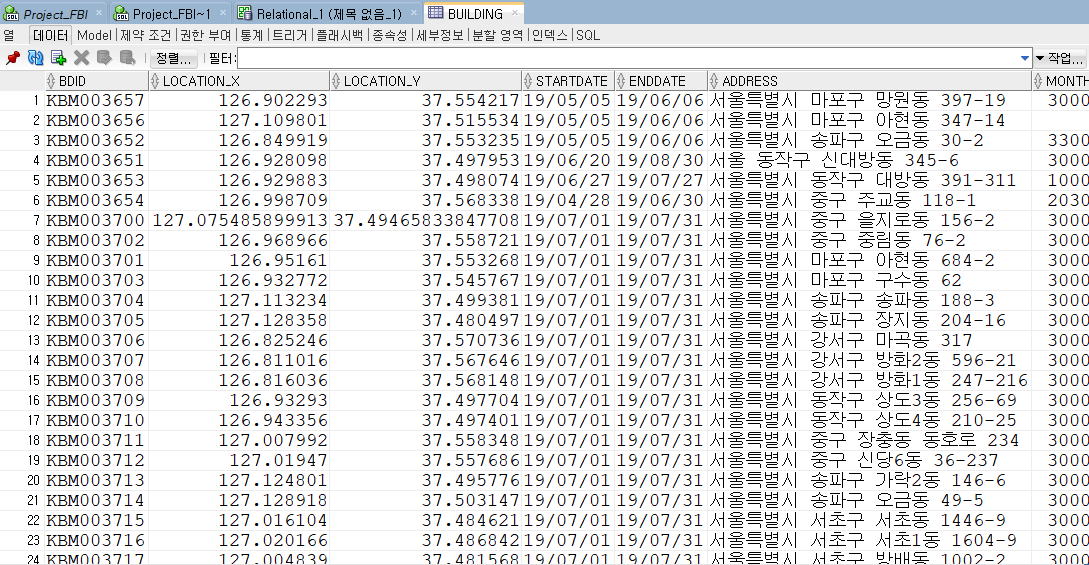 Project_FBI Project_FBI~1 Relational_1 (제목 없음_1) BUILDING
열 데이터 Model 제약 조건 권한 부여 통계 트리거 플래시백 종속성 세부정보 분할 영역 인덱스 SQL
정렬... 필터: 작업...
BDID LOCATION_X LOCATION_Y STARTDATE ENDDATE ADDRESS MONTH
1 KBM003657 126.902293 37.554217 19/05/05 19/06/06 서울특별시 마포구 망원동 397-19 3000
2 KBM003656 127.109801 37.515534 19/05/05 19/06/06 서울특별시 마포구 아현동 347-14
3 KBM003652 126.849919 37.553235 19/05/05 19/06/06 서울특별시 송파구 오금동 30-2 3300
4 KBM003651 126.928098 37.497953 19/06/20 19/08/30 서울 동작구 신대방동 345-6 3000
5 KBM003653 126.929883 37.498074 19/06/27 19/07/27 서울특별시 동작구 대방동 391-311 1000
6 KBM003654 126.998709 37.568338 19/04/28 19/06/30 서울특별시 중구 주교동 118-1 2030
7 KBM003700 127.075485899913 37.49465833847708 19/07/01 19/07/31 서울특별시 중구 을지로동 156-2 3000
8 KBM003702 126.968966 37.558721 19/07/01 19/07/31 서울특별시 중구 중림동 76-2 3000
9 KBM003701 126.95161 37.553268 19/07/01 19/07/31 서울특별시 마포구 아현동 684-2 3000
10 KBM003703 126.932772 37.545767 19/07/01 19/07/31 서울특별시 마포구 구수동 62 3000
11 KBM003704 127.113234 37.499381 19/07/01 19/07/31 서울특별시 송파구 송파동 188-3 3000
12 KBM003705 127.128358 37.480497 19/07/01 19/07/31 서울특별시 송파구 장지동 204-16 3000
13 KBM003706 126.825246 37.570736 19/07/01 19/07/31 서울특별시 강서구 마곡동 317 3000
14 KBM003707 126.811016 37.567646 19/07/01 19/07/31 서울특별시 강서구 방화2동 596-21 3000
15 KBM003708 126.816036 37.568148 19/07/01 19/07/31 서울특별시 강서구 방화1동 247-216 3000
16 KBM003709 126.93293 37.497704 19/07/01 19/07/31 서울특별시 동작구 상도3동 256-69 3000
17 KBM003710 126.943356 37.497401 19/07/01 19/07/31 서울특별시 동작구 상도4동 210-25 3000
18 KBM003711 127.007992 37.558348 19/07/01 19/07/31 서울특별시 중구 장충동 동호로 234 3000
19 KBM003712 127.01947 37.557686 19/07/01 19/07/31 서울특별시 중구 신당6동 36-237 3000
20 KBM003713 127.124801 37.495776 19/07/01 19/07/31 서울특별시 송파구 가락2동 146-6 3000
21 KBM003714 127.128918 37.503147 19/07/01 19/07/31 서울특별시 송파구 오금동 49-5 3000
22 KBM003715 127.016104 37.484621 19/07/01 19/07/31 서울특별시 서초구 서초동 1446-9 3000
23 KBM003716 127.020166 37.486842 19/07/01 19/07/31 서울특별시 서초구 서초1동 1604-9 3000
24 KBM003717 127.004839 37.481568 19/07/01 19/07/31 서울특별시 서초구 방배동 1002-2 3000